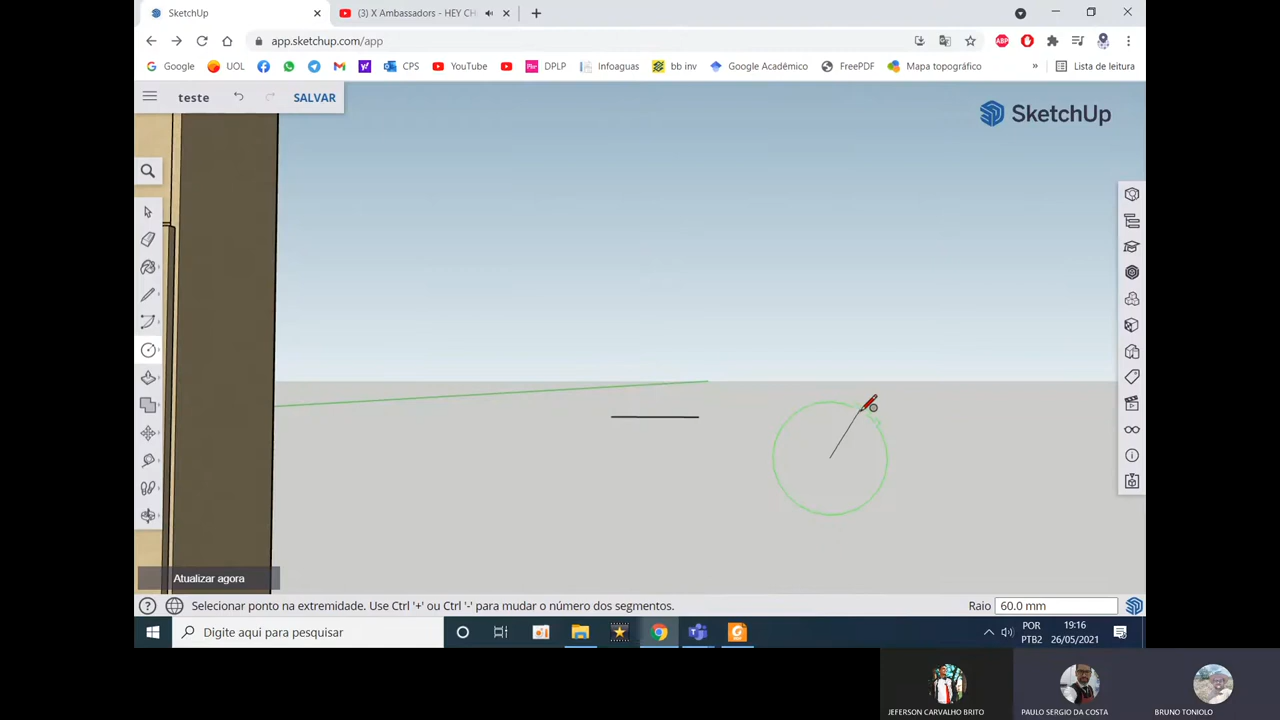 SketchUp
(3) X Ambassadors - HEY CH
app.sketchup.com/app
ABP
Google
UOL
CPS
YouTube
DPLP
Infoaguas
bb inv
Google Acadêmico
FreePDF
Mapa topográfico
»
Lista de leitura
teste
SALVAR
SketchUp
Atualizar agora
Selecionar ponto na extremidade. Use Ctrl '+' ou Ctrl '-' para mudar o número dos segmentos.
Raio 60.0 mm
Digite aqui para pesquisar
POR
PTB2
19:16
26/05/2021
JEFERSON CARVALHO BRITO
PAULO SERGIO DA COSTA
BRUNO TONIOLO